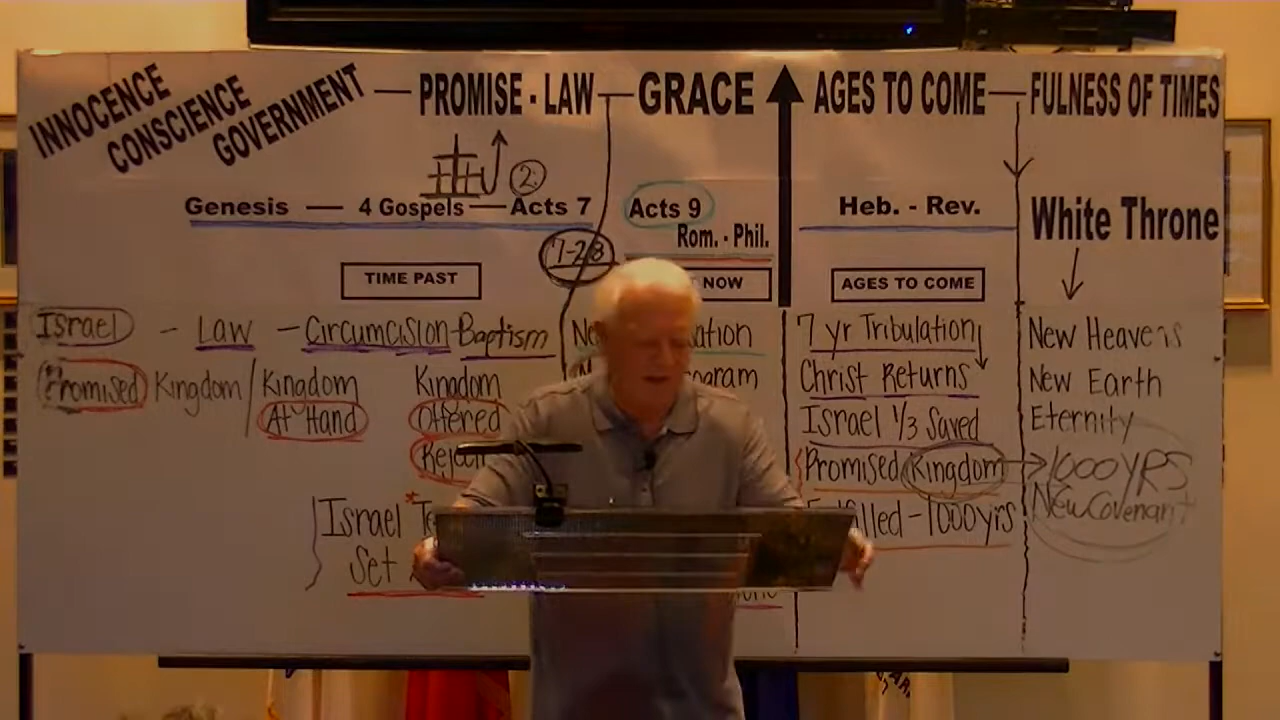 INNOCENCE
CONSCIENCE
GOVERNMENT — PROMISE - LAW — GRACE AGES TO COME — FULNESS OF TIMES
2
Genesis — 4 Gospels — Acts 7 Acts 9 Heb. - Rev. White Throne
Rom. - Phil.
7-28
TIME PAST NOW AGES TO COME
Israel - Law - Circumcision - Baptism 7 yr Tribulation New Heavens
Promised Kingdom Kingdom Kingdom Christ Returns New Earth
At Hand Offered Israel 1/3 Saved Eternity
Promised Kingdom 1000 YRS
Israel - 1000 yrs New Covenant
Set